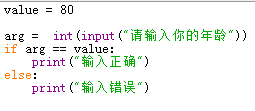 value = 80
arg =  int(input("请输入你的年龄"))
if arg == value:
    print("输入正确")
else:
    print("输入错误")